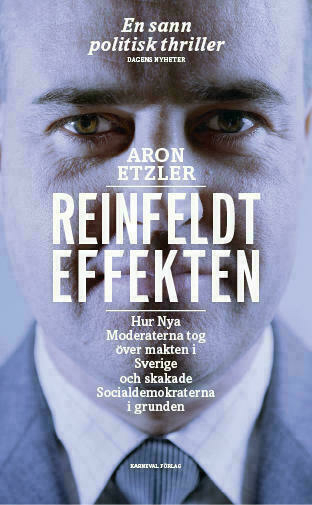 En sann
politisk thriller
DAGENS NYHETER
ARON
ETZLER
REINFELDT
EFFEKTEN
Hur Nya
Moderaterna tog
över makten i
Sverige
och skakade
Socialdemokraterna
i grunden
KARNEVAL FÖRLAG